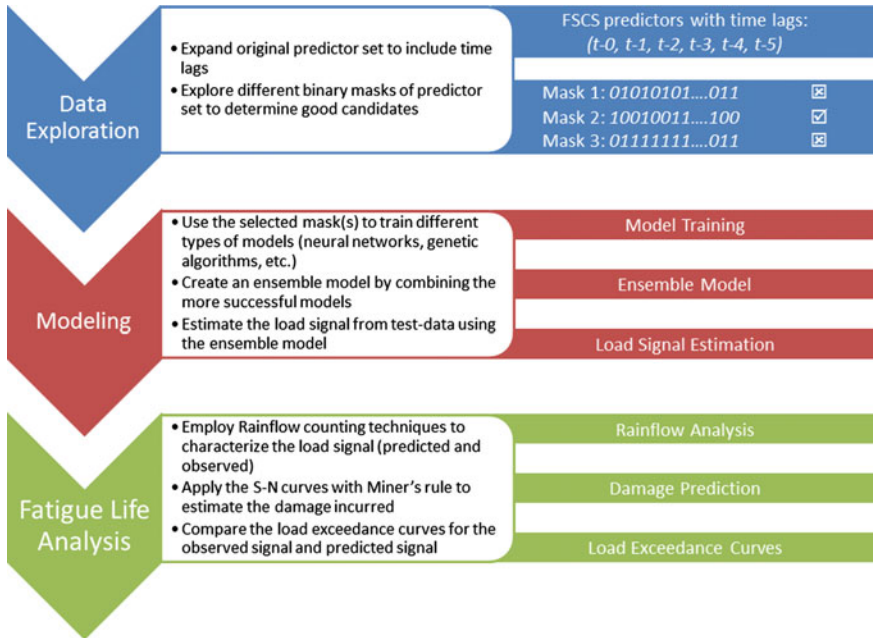 Data
Exploration
• Expand original predictor set to include time
lags
• Explore different binary masks of predictor
set to determine good candidates
FSCS predictors with time lags:
(t-0, t-1, t-2, t-3, t-4, t-5)
Mask 1: 01010101....011 ☒
Mask 2: 10010011....100 ☑
Mask 3: 01111111....011 ☒
Modeling
• Use the selected mask(s) to train different
types of models (neural networks, genetic
algorithms, etc.)
• Create an ensemble model by combining the
more successful models
• Estimate the load signal from test-data using
the ensemble model
Model Training
Ensemble Model
Load Signal Estimation
Fatigue Life
Analysis
• Employ Rainflow counting techniques to
characterize the load signal (predicted and
observed)
• Apply the S-N curves with Miner's rule to
estimate the damage incurred
• Compare the load exceedance curves for the
observed signal and predicted signal
Rainflow Analysis
Damage Prediction
Load Exceedance Curves